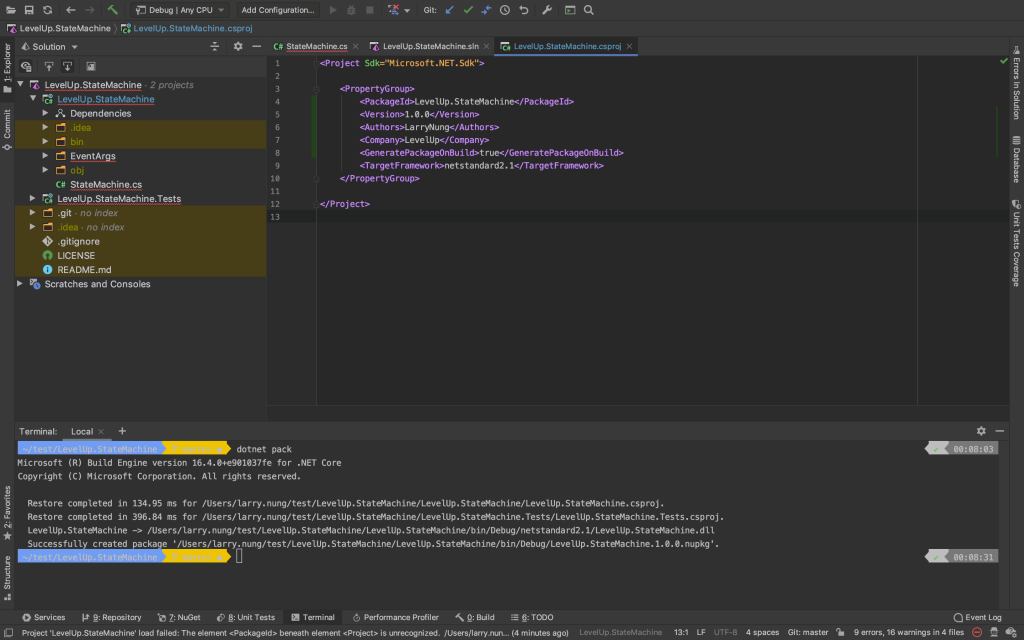 Debug | Any CPU
Add Configuration...
Git:
LevelUp.StateMachine
LevelUp.StateMachine.csproj
Solution
StateMachine.cs
LevelUp.StateMachine.sln
LevelUp.StateMachine.csproj
1: Explorer
Commit
2: Favorites
Structure
Errors In Solution
Database
Unit Tests Coverage
LevelUp.StateMachine · 2 projects
LevelUp.StateMachine
Dependencies
.idea
bin
EventArgs
obj
C# StateMachine.cs
LevelUp.StateMachine.Tests
.git · no index
.idea · no index
.gitignore
LICENSE
README.md
Scratches and Consoles
1 <Project Sdk="Microsoft.NET.Sdk">
2
3 <PropertyGroup>
4 <PackageId>LevelUp.StateMachine</PackageId>
5 <Version>1.0.0</Version>
6 <Authors>LarryNung</Authors>
7 <Company>LevelUp</Company>
8 <GeneratePackageOnBuild>true</GeneratePackageOnBuild>
9 <TargetFramework>netstandard2.1</TargetFramework>
10 </PropertyGroup>
11
12 </Project>
13
Terminal: Local
~/test/LevelUp.StateMachine dotnet pack 00:08:03
Microsoft (R) Build Engine version 16.4.0+e901037fe for .NET Core
Copyright (C) Microsoft Corporation. All rights reserved.
Restore completed in 134.95 ms for /Users/larry.nung/test/LevelUp.StateMachine/LevelUp.StateMachine/LevelUp.StateMachine.csproj.
Restore completed in 396.84 ms for /Users/larry.nung/test/LevelUp.StateMachine/LevelUp.StateMachine.Tests/LevelUp.StateMachine.Tests.csproj.
LevelUp.StateMachine -> /Users/larry.nung/test/LevelUp.StateMachine/LevelUp.StateMachine/bin/Debug/netstandard2.1/LevelUp.StateMachine.dll
Successfully created package '/Users/larry.nung/test/LevelUp.StateMachine/LevelUp.StateMachine/bin/Debug/LevelUp.StateMachine.1.0.0.nupkg'.
~/test/LevelUp.StateMachine 00:08:31
Services
9: Repository
7: NuGet
8: Unit Tests
Terminal
Performance Profiler
0: Build
6: TODO
Event Log
Project 'LevelUp.StateMachine' load failed: The element <PackageId> beneath element <Project> is unrecognized. /Users/larry.nun... (4 minutes ago)
LevelUp.StateMachine
13:1
LF
UTF-8
4 spaces
Git: master
9 errors, 16 warnings in 4 files